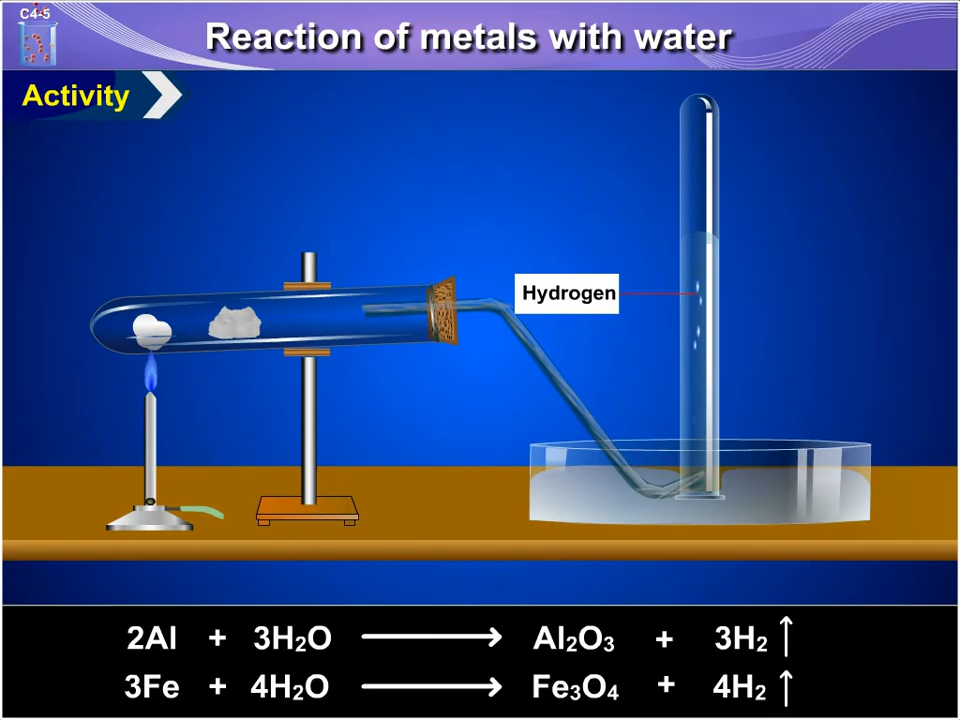 C4-5
Reaction of metals with water
Activity
Hydrogen
2Al + 3H₂O ⟶ Al₂O₃ + 3H₂ ↑
3Fe + 4H₂O ⟶ Fe₃O₄ + 4H₂ ↑